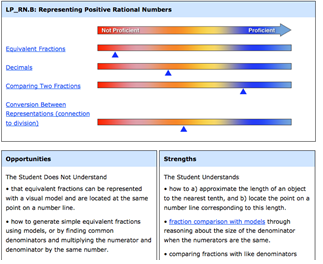 LP_RN.B: Representing Positive Rational Numbers
Not Proficient
Proficient
Equivalent Fractions
Decimals
Comparing Two Fractions
Conversion Between
Representations (connection
to division)
Opportunities
The Student Does Not Understand
• that equivalent fractions can be represented
with a visual model and are located at the same
point on a number line.
• how to generate simple equivalent fractions
using models, or by finding common
denominators and multiplying the numerator and
denominator by the same number.
Strengths
The Student Understands
• how to a) approximate the length of an object
to the nearest tenth, and b) locate the point on a
number line corresponding to this length.
• fraction comparison with models through
reasoning about the size of the denominator
when the numerators are the same.
• comparing fractions with like denominators